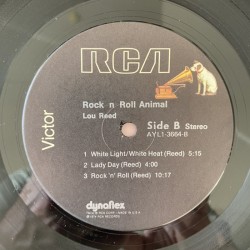 RCA
Rock n Roll Animal
Lou Reed
Victor
Side B Stereo
AYL1-3664-B
1 White Light/White Heat (Reed) 5:15
2 Lady Day (Reed) 4:00
3 Rock 'n' Roll (Reed) 10:17
dynaflex